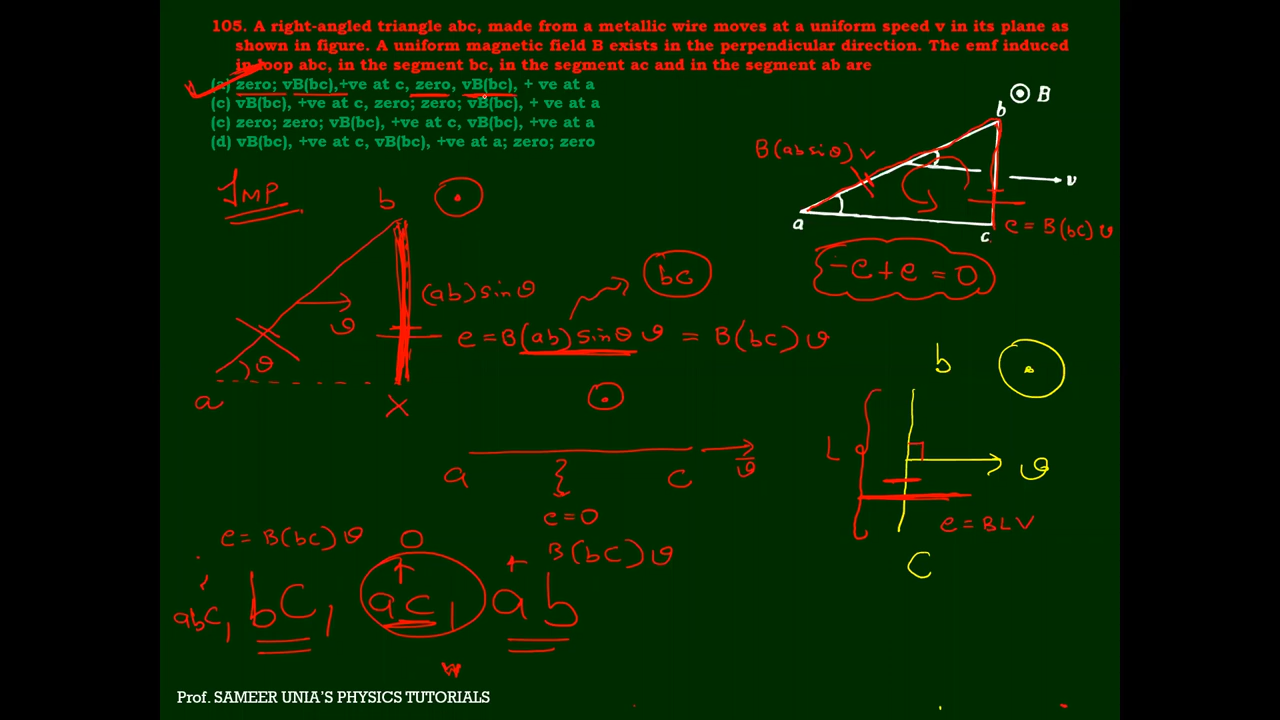 105. A right-angled triangle abc, made from a metallic wire moves at a uniform speed v in its plane as
shown in figure. A uniform magnetic field B exists in the perpendicular direction. The emf induced
in loop abc, in the segment bc, in the segment ac and in the segment ab are
(a) zero; vB(bc),+ve at c, zero, vB(bc), + ve at a
(c) vB(bc), +ve at c, zero; zero; vB(bc), + ve at a
(c) zero; zero; vB(bc), +ve at c, vB(bc), +ve at a
(d) vB(bc), +ve at c, vB(bc), +ve at a; zero; zero
B
b
B(ab sinθ) v
v
a
c
e = B(bc) v
-e + e = 0
IMP
b
(ab) sinθ
bc
v
θ
e = B(ab) sinθ v = B(bc) v
a
X
b
a
c
v
e = 0
L
v
e = BLV
C
e = B(bc) v
0
+
B(bc) v
abc, bc, ac, ab
Prof. SAMEER UNIA'S PHYSICS TUTORIALS